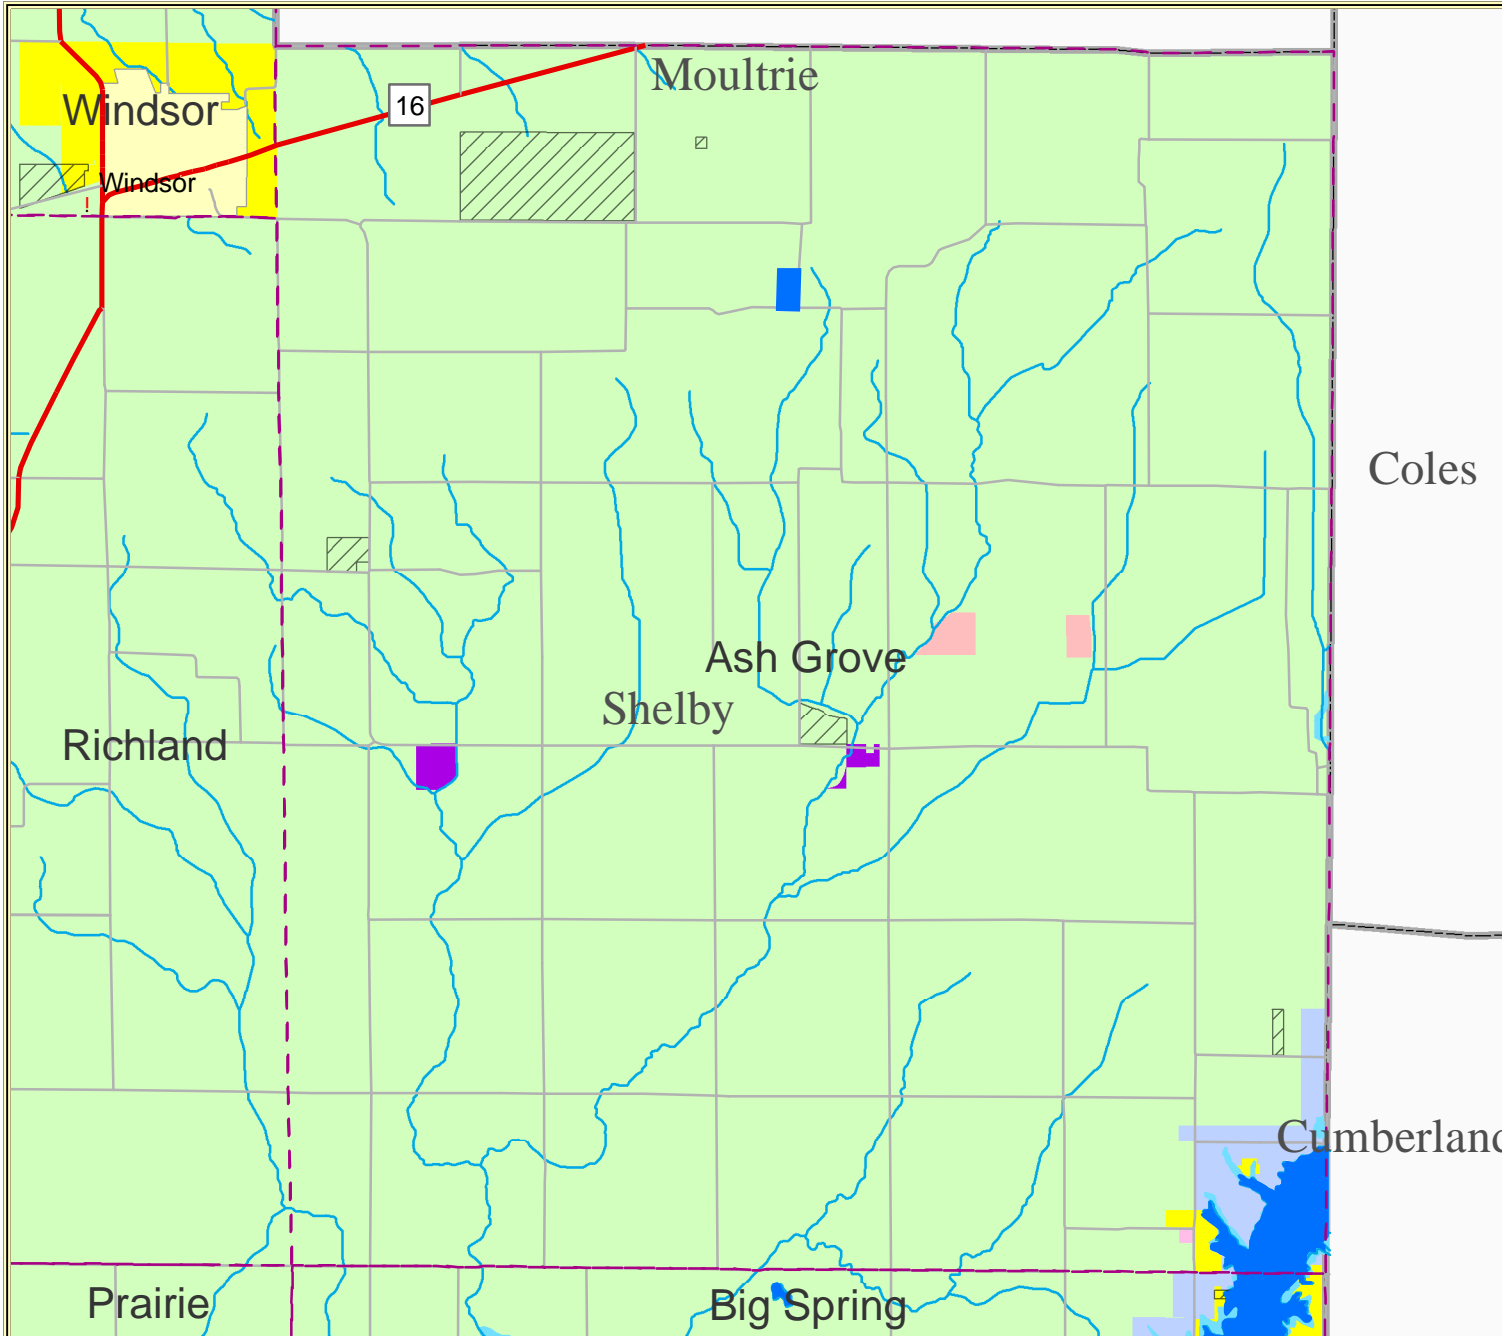 Moultrie
Windsor
16
Windsor
!
Coles
Ash Grove
Shelby
Richland
Cumberland
Prairie
Big Spring